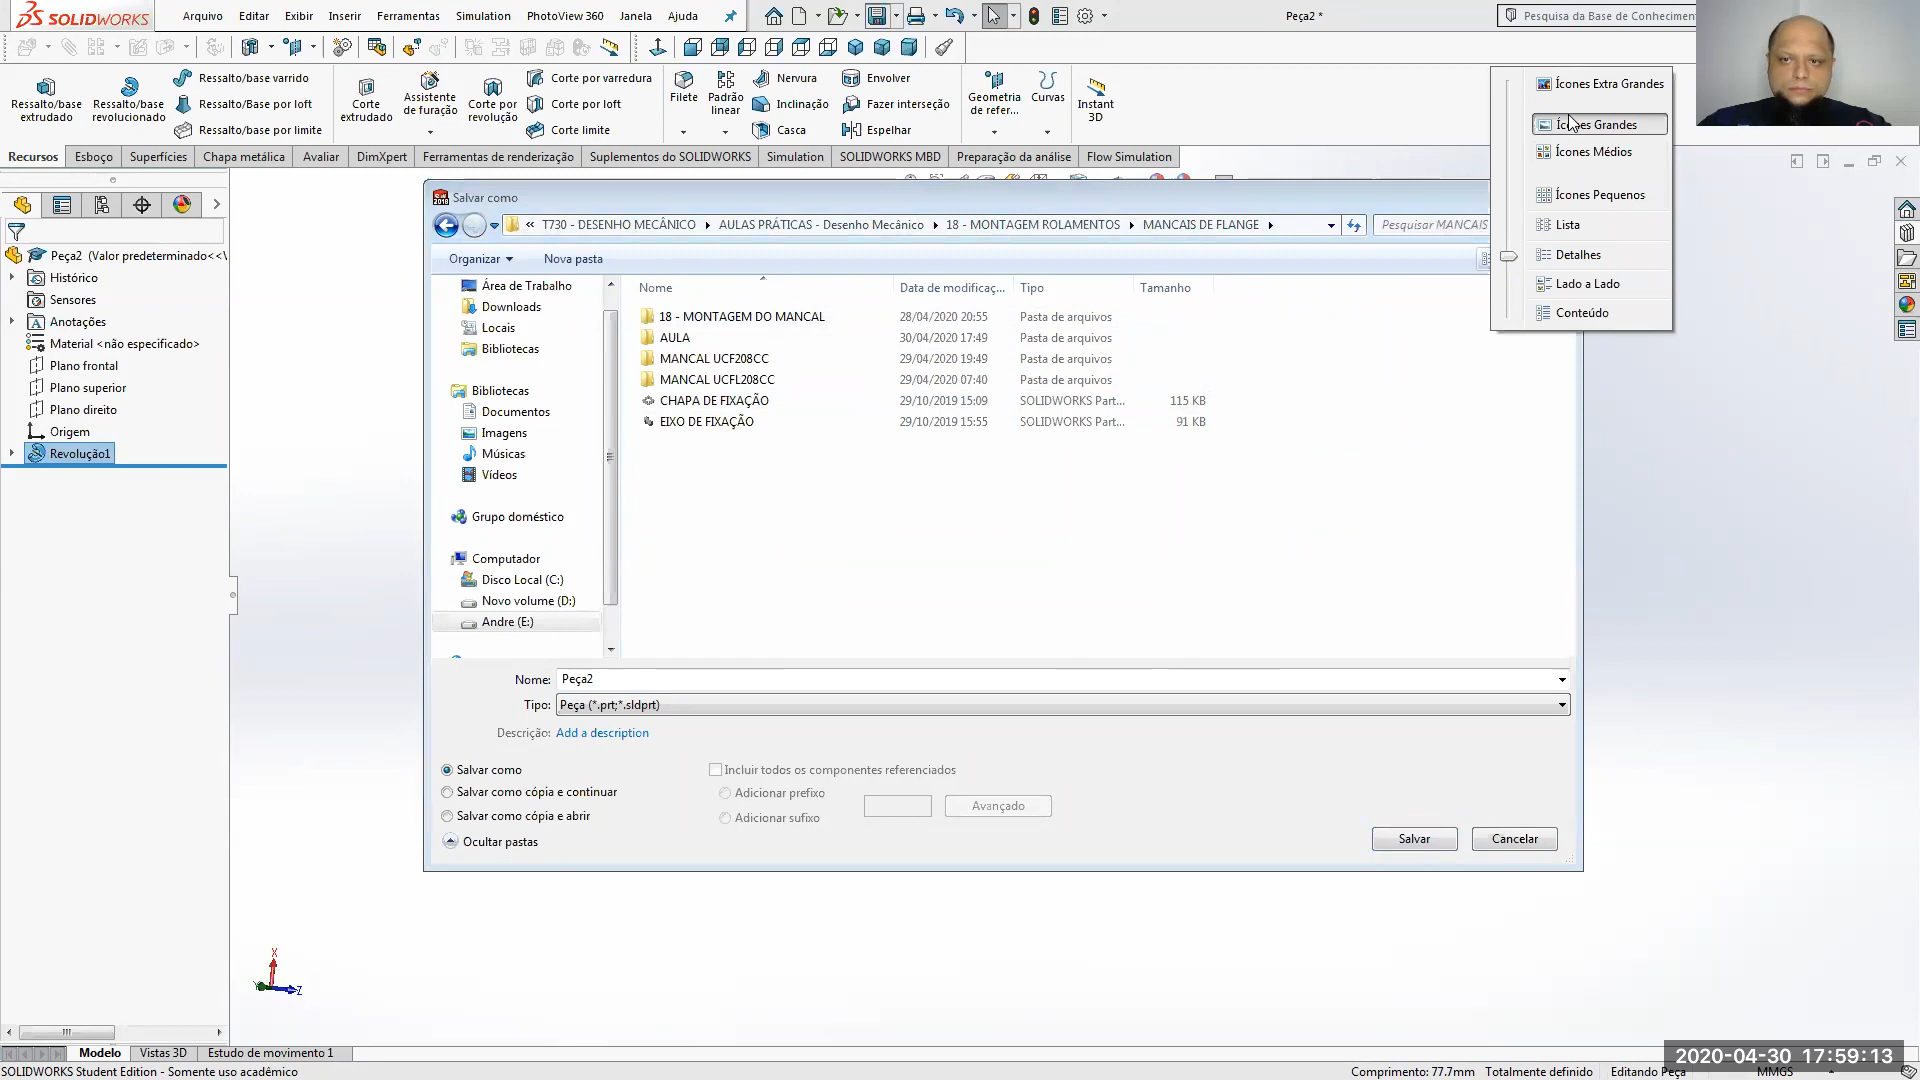 SOLIDWORKS
Arquivo Editar Exibir Inserir Ferramentas Simulation PhotoView 360 Janela Ajuda
Peça2 *
Pesquisa da Base de Conhecimen
Ressalto/base extrudado
Ressalto/base revolucionado
Ressalto/base varrido
Ressalto/base por loft
Ressalto/base por limite
Corte extrudado
Assistente de furação
Corte por revolução
Corte por varredura
Corte por loft
Corte limite
Filete
Padrão linear
Nervura
Inclinação
Casca
Envolver
Fazer interseção
Espelhar
Geometria de refer...
Curvas
Instant 3D
Recursos Esboço Superfícies Chapa metálica Avaliar DimXpert Ferramentas de renderização Suplementos do SOLIDWORKS Simulation SOLIDWORKS MBD Preparação da análise Flow Simulation
Ícones Extra Grandes
Ícones Grandes
Ícones Médios
Ícones Pequenos
Lista
Detalhes
Lado a Lado
Conteúdo
Peça2 (Valor predeterminado<<\
Histórico
Sensores
Anotações
Material <não especificado>
Plano frontal
Plano superior
Plano direito
Origem
Revolução1
Salvar como
« T730 - DESENHO MECÂNICO AULAS PRÁTICAS - Desenho Mecânico 18 - MONTAGEM ROLAMENTOS MANCAIS DE FLANGE
Pesquisar MANCAIS
Organizar Nova pasta
Área de Trabalho
Downloads
Locais
Bibliotecas
Bibliotecas
Documentos
Imagens
Músicas
Vídeos
Grupo doméstico
Computador
Disco Local (C:)
Novo volume (D:)
Andre (E:)
Nome Data de modificaç... Tipo Tamanho
18 - MONTAGEM DO MANCAL 28/04/2020 20:55 Pasta de arquivos
AULA 30/04/2020 17:49 Pasta de arquivos
MANCAL UCF208CC 29/04/2020 19:49 Pasta de arquivos
MANCAL UCFL208CC 29/04/2020 07:40 Pasta de arquivos
CHAPA DE FIXAÇÃO 29/10/2019 15:09 SOLIDWORKS Part... 115 KB
EIXO DE FIXAÇÃO 29/10/2019 15:55 SOLIDWORKS Part... 91 KB
Nome: Peça2
Tipo: Peça (*.prt;*.sldprt)
Descrição: Add a description
Salvar como
Salvar como cópia e continuar
Salvar como cópia e abrir
Incluir todos os componentes referenciados
Adicionar prefixo
Adicionar sufixo
Avançado
Ocultar pastas
Salvar Cancelar
X
Y
Z
Modelo Vistas 3D Estudo de movimento 1
2020-04-30 17:59:13
SOLIDWORKS Student Edition - Somente uso acadêmico
Comprimento: 77.7mm Totalmente definido Editando Peça MMGS